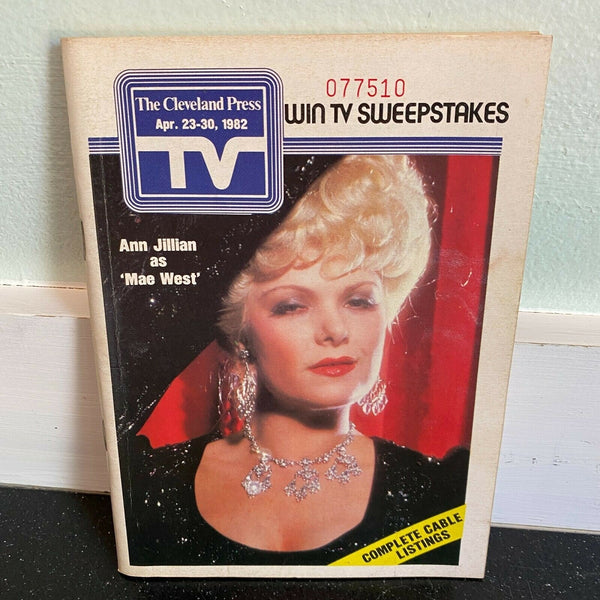 077510
WIN TV SWEEPSTAKES
The Cleveland Press
Apr. 23-30, 1982
TV
Ann Jillian
as
'Mae West'
COMPLETE CABLE
LISTINGS